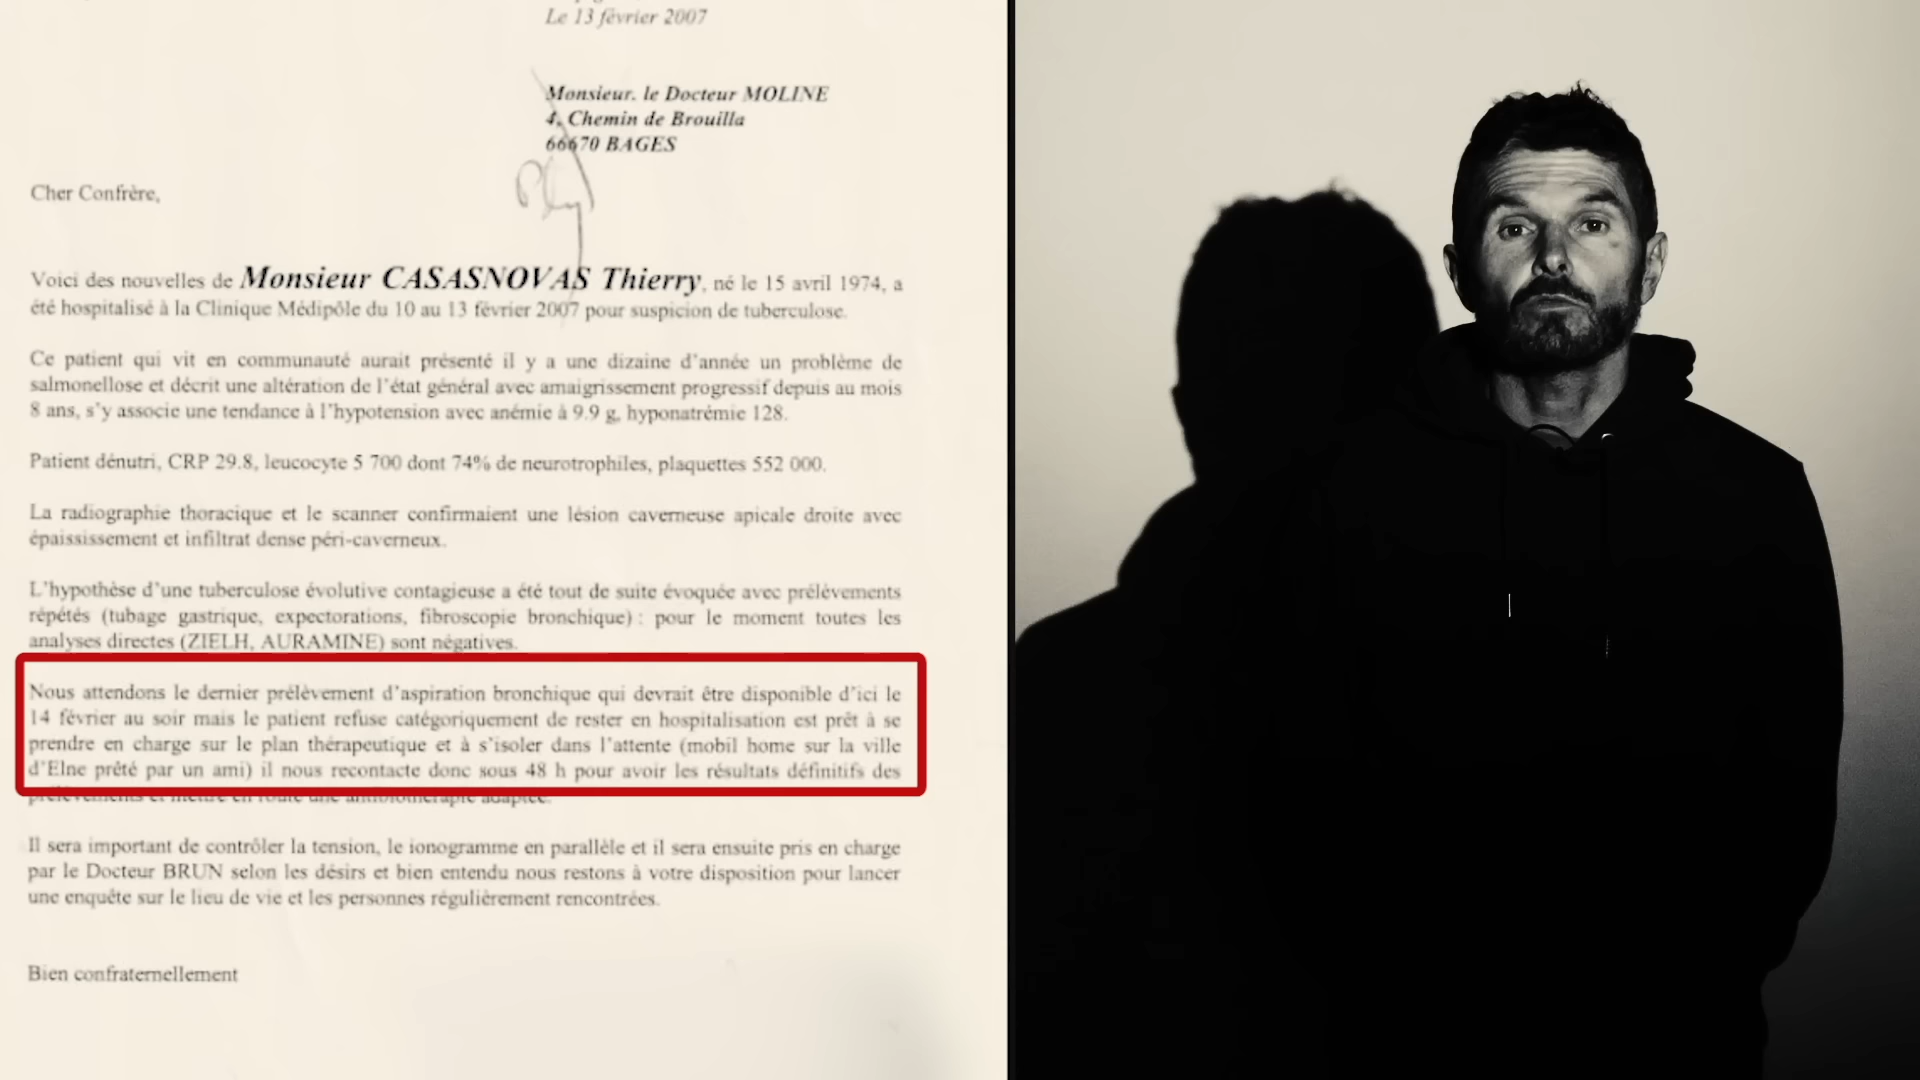 Le 13 février 2007
Monsieur. le Docteur MOLINE
4, Chemin de Brouilla
66670 BAGES
Cher Confrère,
Voici des nouvelles de Monsieur CASASNOVAS Thierry, né le 15 avril 1974, a
été hospitalisé à la Clinique Médipôle du 10 au 13 février 2007 pour suspicion de tuberculose.
Ce patient qui vit en communauté aurait présenté il y a une dizaine d’année un problème de
salmonellose et décrit une altération de l’état général avec amaigrissement progressif depuis au mois
8 ans, s’y associe une tendance à l’hypotension avec anémie à 9.9 g, hyponatrémie 128.
Patient dénutri, CRP 29.8, leucocyte 5 700 dont 74% de neurotrophiles, plaquettes 552 000.
La radiographie thoracique et le scanner confirmaient une lésion caverneuse apicale droite avec
épaississement et infiltrat dense péri-caverneux.
L’hypothèse d’une tuberculose évolutive contagieuse a été tout de suite évoquée avec prélèvements
répétés (tubage gastrique, expectorations, fibroscopie bronchique) : pour le moment toutes les
analyses directes (ZIELH, AURAMINE) sont négatives.
Nous attendons le dernier prélèvement d’aspiration bronchique qui devrait être disponible d’ici le
14 février au soir mais le patient refuse catégoriquement de rester en hospitalisation est prêt à se
prendre en charge sur le plan thérapeutique et à s’isoler dans l’attente (mobil home sur la ville
d’Elne prêté par un ami) il nous recontacte donc sous 48 h pour avoir les résultats définitifs des
prélèvements et mettre en route une antibiothérapie adaptée.
Il sera important de contrôler la tension, le ionogramme en parallèle et il sera ensuite pris en charge
par le Docteur BRUN selon les désirs et bien entendu nous restons à votre disposition pour lancer
une enquête sur le lieu de vie et les personnes régulièrement rencontrées.
Bien confraternellement